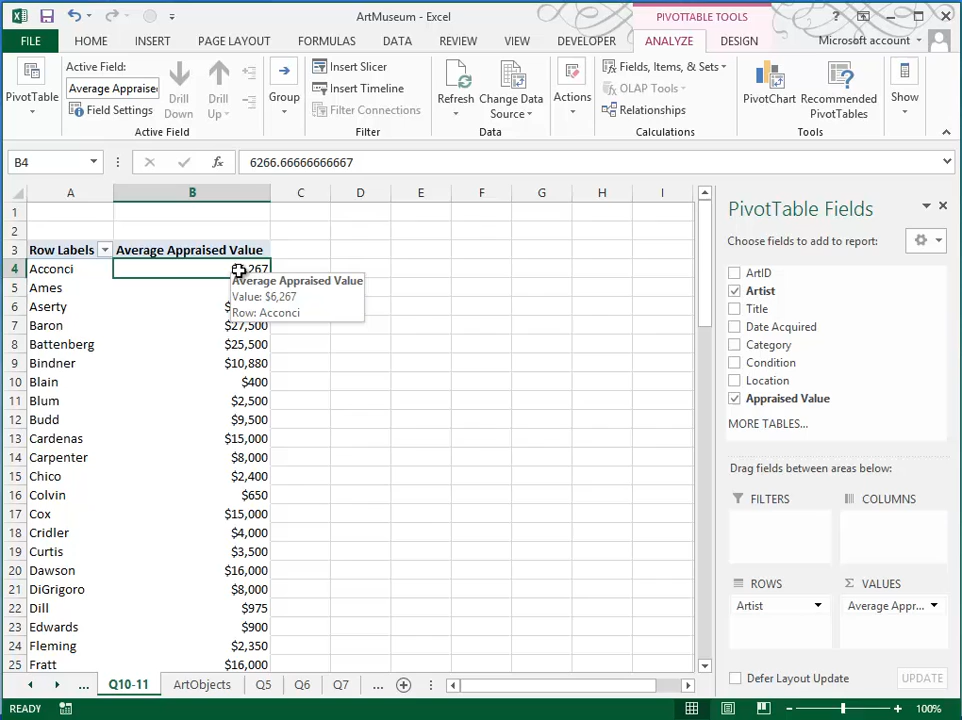 ArtMuseum - Excel
PIVOTTABLE TOOLS
FILE HOME INSERT PAGE LAYOUT FORMULAS DATA REVIEW VIEW DEVELOPER ANALYZE DESIGN Microsoft account
Active Field:
Average Appraise
Field Settings
PivotTable
Drill Down
Drill Up
Active Field
Group
Insert Slicer
Insert Timeline
Filter Connections
Filter
Refresh
Change Data Source
Data
Actions
Fields, Items, & Sets
OLAP Tools
Relationships
Calculations
PivotChart
Recommended PivotTables
Tools
Show
B4 fx 6266.66666666667
A B C D E F G H I
1
2
3 Row Labels Average Appraised Value
4 Acconci
5 Ames
6 Aserty
7 Baron $27,500
8 Battenberg $25,500
9 Bindner $10,880
10 Blain $400
11 Blum $2,500
12 Budd $9,500
13 Cardenas $15,000
14 Carpenter $8,000
15 Chico $2,400
16 Colvin $650
17 Cox $15,000
18 Cridler $4,000
19 Curtis $3,500
20 Dawson $16,000
21 DiGrigoro $8,000
22 Dill $975
23 Edwards $900
24 Fleming $2,350
25 Fratt $16,000
Average Appraised Value
Value: $6,267
Row: Acconci
PivotTable Fields
Choose fields to add to report:
ArtID
Artist
Title
Date Acquired
Category
Condition
Location
Appraised Value
MORE TABLES...
Drag fields between areas below:
FILTERS
COLUMNS
ROWS
Artist
Σ VALUES
Average Appr...
Defer Layout Update
UPDATE
... Q10-11 ArtObjects Q5 Q6 Q7 ...
READY
100%